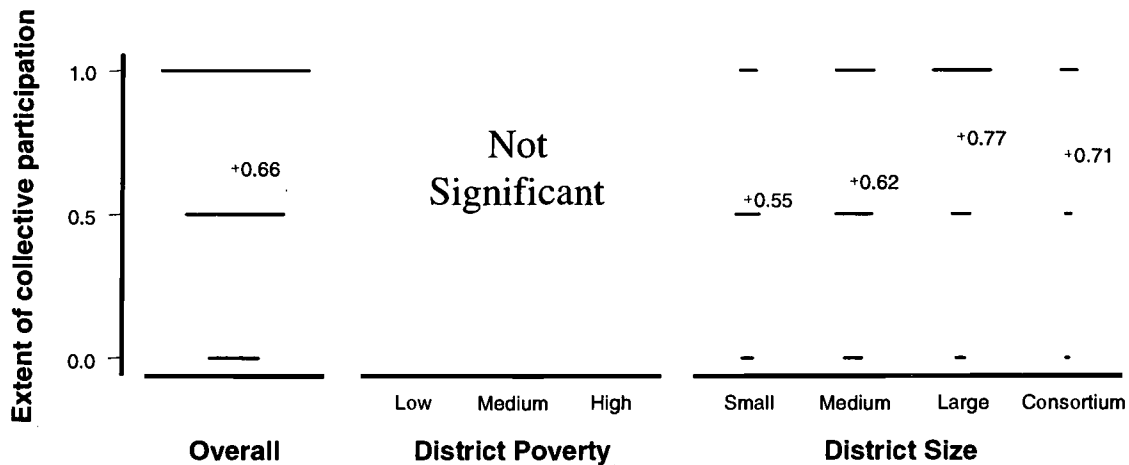 Extent of collective participation
1.0
0.5
0.0
+0.66
Not
Significant
+0.55
+0.62
+0.77
+0.71
Low Medium High
Small Medium Large Consortium
Overall District Poverty District Size